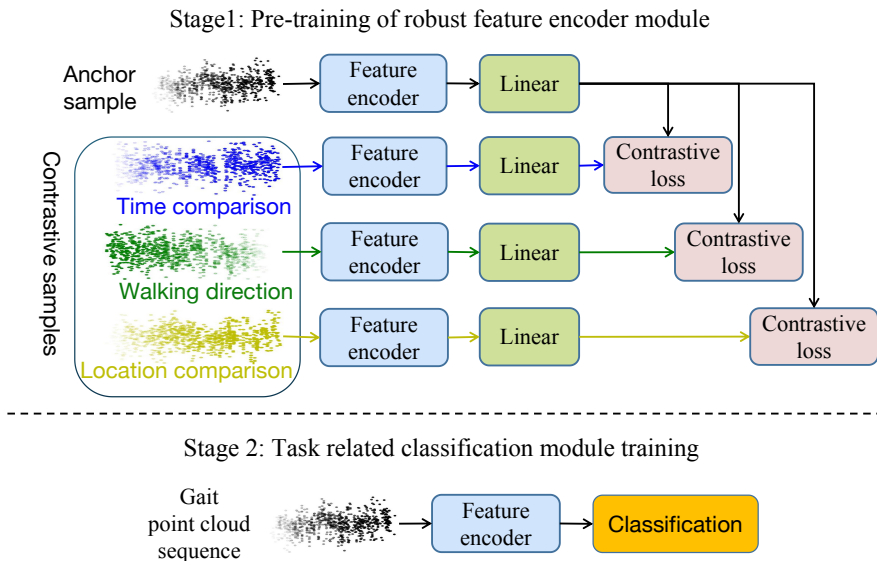 Stage1: Pre-training of robust feature encoder module
Anchor
sample
Feature
encoder
Linear
Contrastive samples
Time comparison
Feature
encoder
Linear
Contrastive
loss
Walking direction
Feature
encoder
Linear
Contrastive
loss
Location comparison
Feature
encoder
Linear
Contrastive
loss
Stage 2: Task related classification module training
Gait
point cloud
sequence
Feature
encoder
Classification